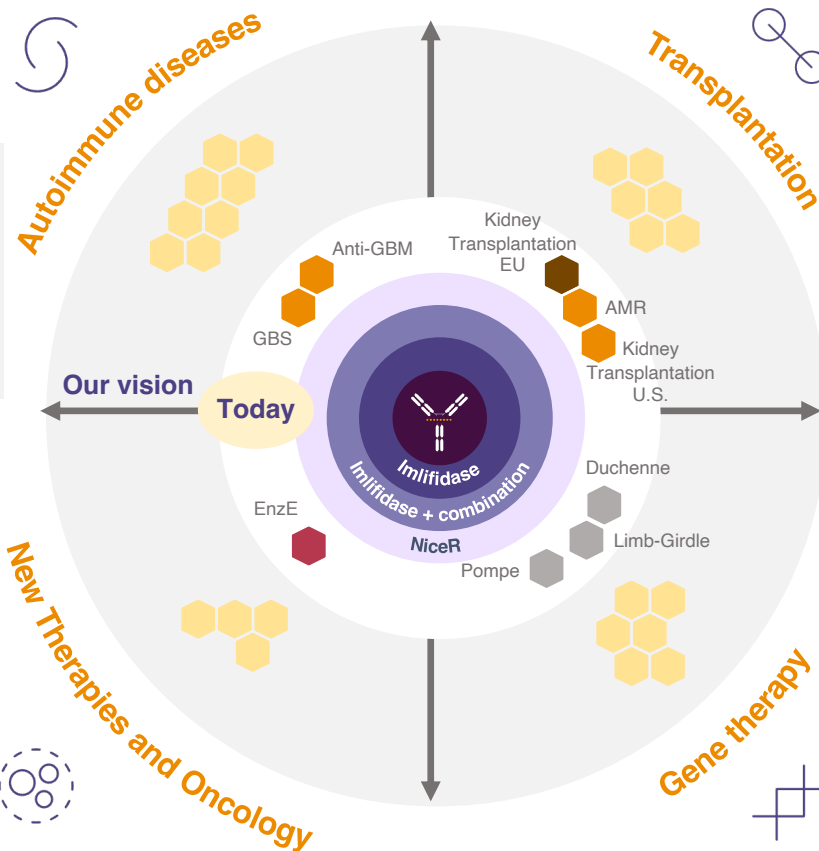 Autoimmune diseases
Transplantation
Kidney
Transplantation
EU
Anti-GBM
AMR
GBS
Kidney
Transplantation
U.S.
Our vision
Today
Imlifidase
Imlifidase + combination
NiceR
Duchenne
EnzE
Limb-Girdle
Pompe
New Therapies and Oncology
Gene therapy